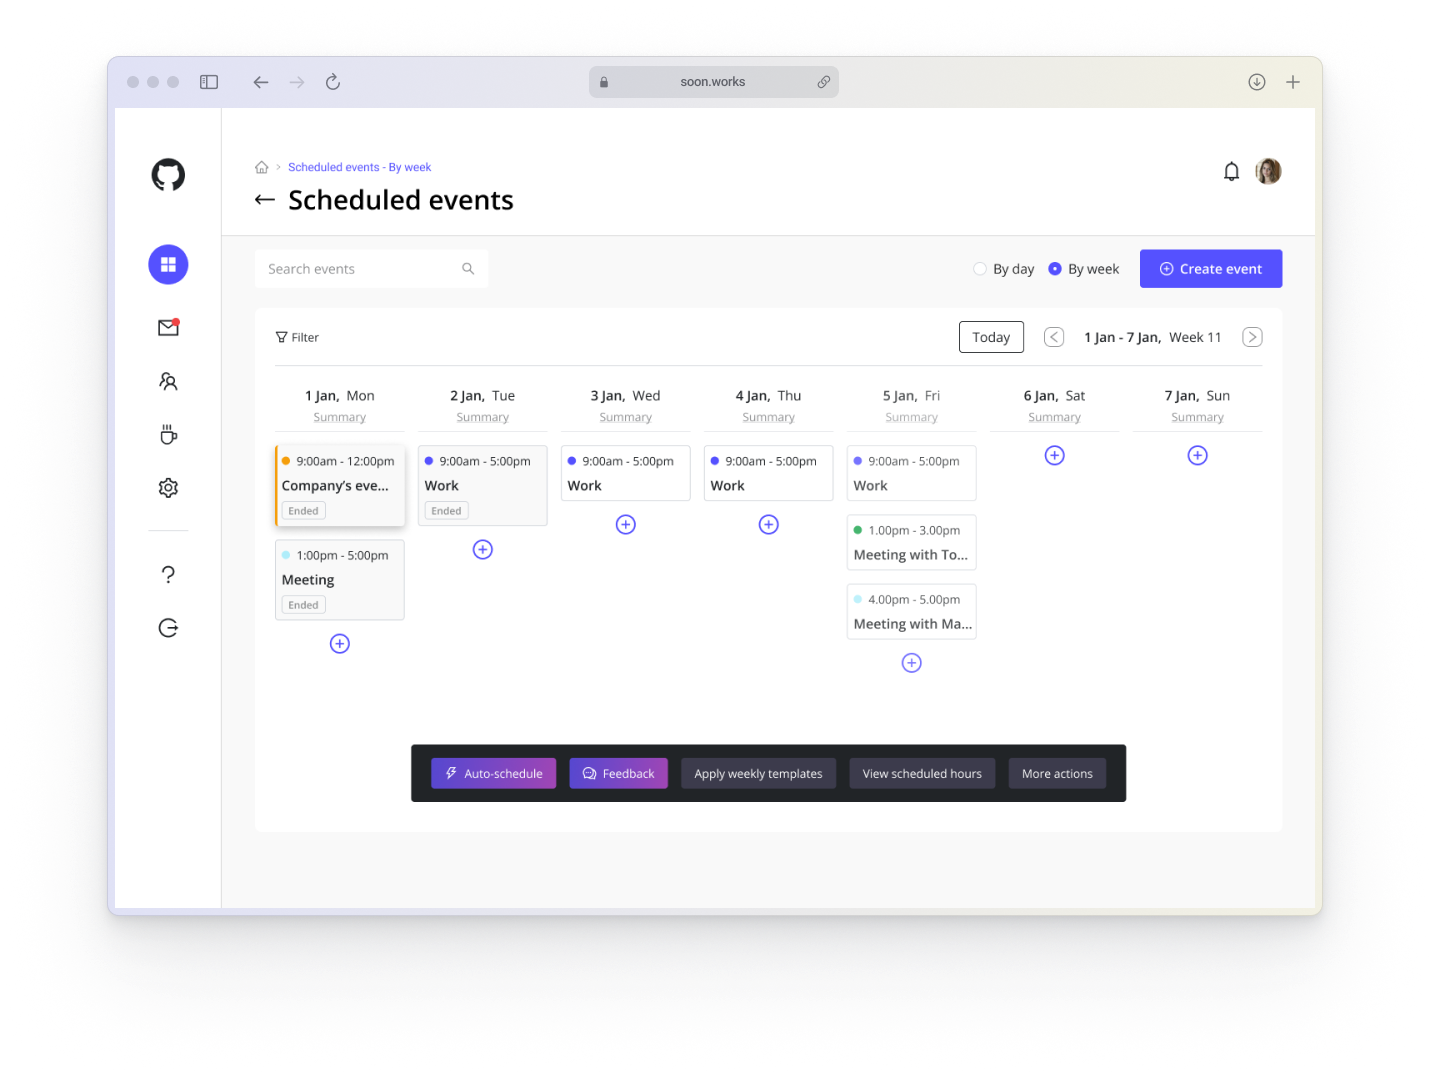 soon.works
> Scheduled events - By week
Scheduled events
Search events
By day
By week
Create event
Filter
Today
1 Jan - 7 Jan, Week 11
1 Jan, Mon
Summary
9:00am - 12:00pm
Company’s eve...
Ended
1:00pm - 5:00pm
Meeting
Ended
2 Jan, Tue
Summary
9:00am - 5:00pm
Work
Ended
3 Jan, Wed
Summary
9:00am - 5:00pm
Work
4 Jan, Thu
Summary
9:00am - 5:00pm
Work
5 Jan, Fri
Summary
9:00am - 5:00pm
Work
1.00pm - 3.00pm
Meeting with To...
4.00pm - 5.00pm
Meeting with Ma...
6 Jan, Sat
Summary
7 Jan, Sun
Summary
Auto-schedule
Feedback
Apply weekly templates
View scheduled hours
More actions